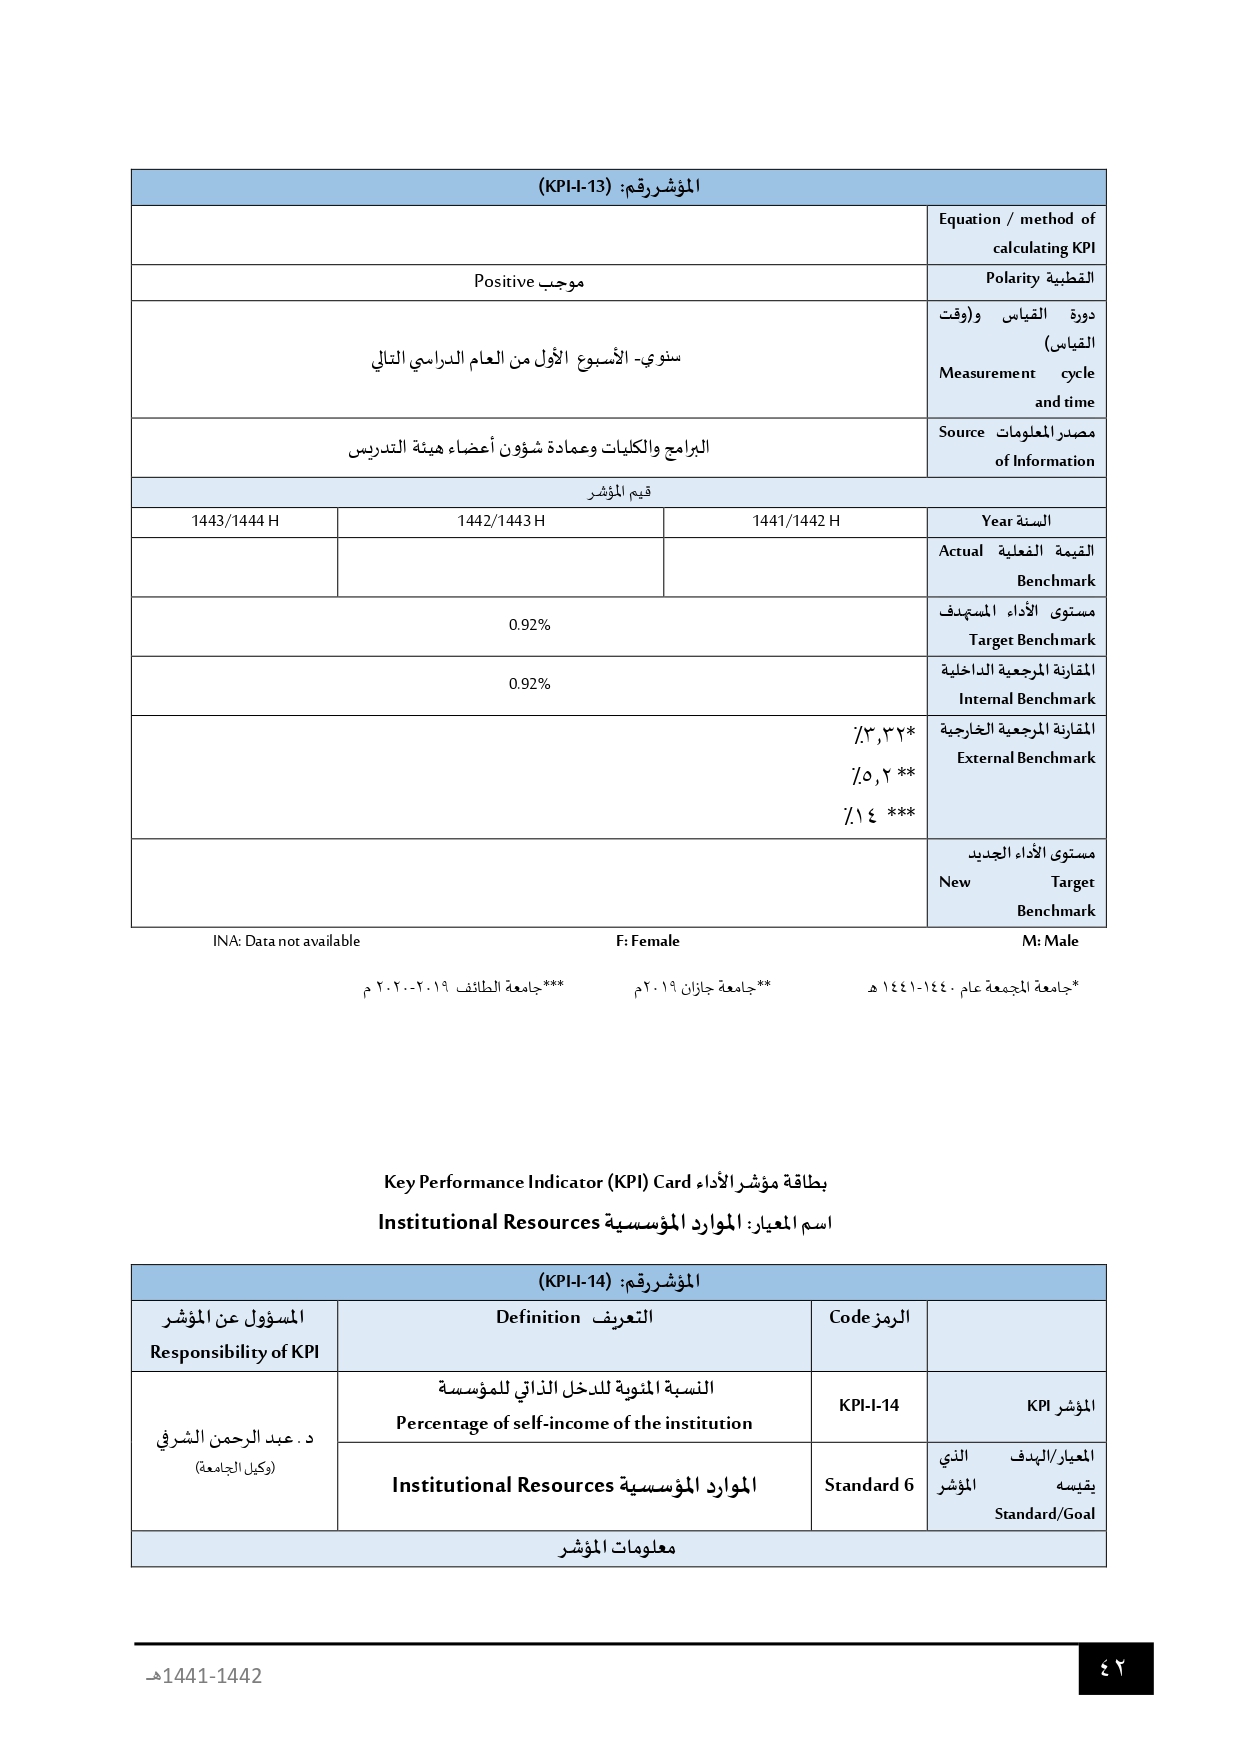 المؤشر رقم: (KPI-I-13)
Equation / method of
calculating KPI
القطبية Polarity
موجب Positive
دورة القياس و(وقت
القياس)
Measurement cycle
and time
سنوي- الأسبوع الأول من العام الدراسي التالي
مصدر المعلومات Source
of Information
البرامج والكليات وعمادة شؤون أعضاء هيئة التدريس
قيم المؤشر
السنة Year
1441/1442 H
1442/1443 H
1443/1444 H
القيمة الفعلية Actual
Benchmark
مستوى الأداء المستهدف
Target Benchmark
0.92%
المقارنة المرجعية الداخلية
Internal Benchmark
0.92%
المقارنة المرجعية الخارجية
External Benchmark
*٣,٣٢٪
** ٥,٢٪
*** ١٤٪
مستوى الأداء الجديد
New Target
Benchmark
M: Male
F: Female
INA: Data not available
*جامعة المجمعة عام ١٤٤٠-١٤٤١ هـ
**جامعة جازان ٢٠١٩م
***جامعة الطائف ٢٠١٩-٢٠٢٠ م
بطاقة مؤشر الأداء Key Performance Indicator (KPI) Card
اسم المعيار: الموارد المؤسسية Institutional Resources
المؤشر رقم: (KPI-I-14)
الرمز Code
التعريف Definition
المسؤول عن المؤشر
Responsibility of KPI
المؤشر KPI
KPI-I-14
النسبة المئوية للدخل الذاتي للمؤسسة
Percentage of self-income of the institution
د . عبد الرحمن الشرفي
(وكيل الجامعة)
المعيار/الهدف الذي
يقيسه المؤشر
Standard/Goal
Standard 6
الموارد المؤسسية Institutional Resources
معلومات المؤشر
٤٢
1441-1442هـ